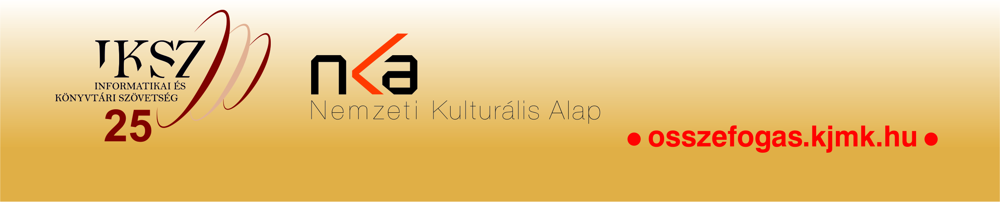 IKSZ
INFORMATIKAI ÉS
KÖNYVTÁRI SZÖVETSÉG
25
nka
Nemzeti Kulturális Alap
• osszefogas.kjmk.hu •